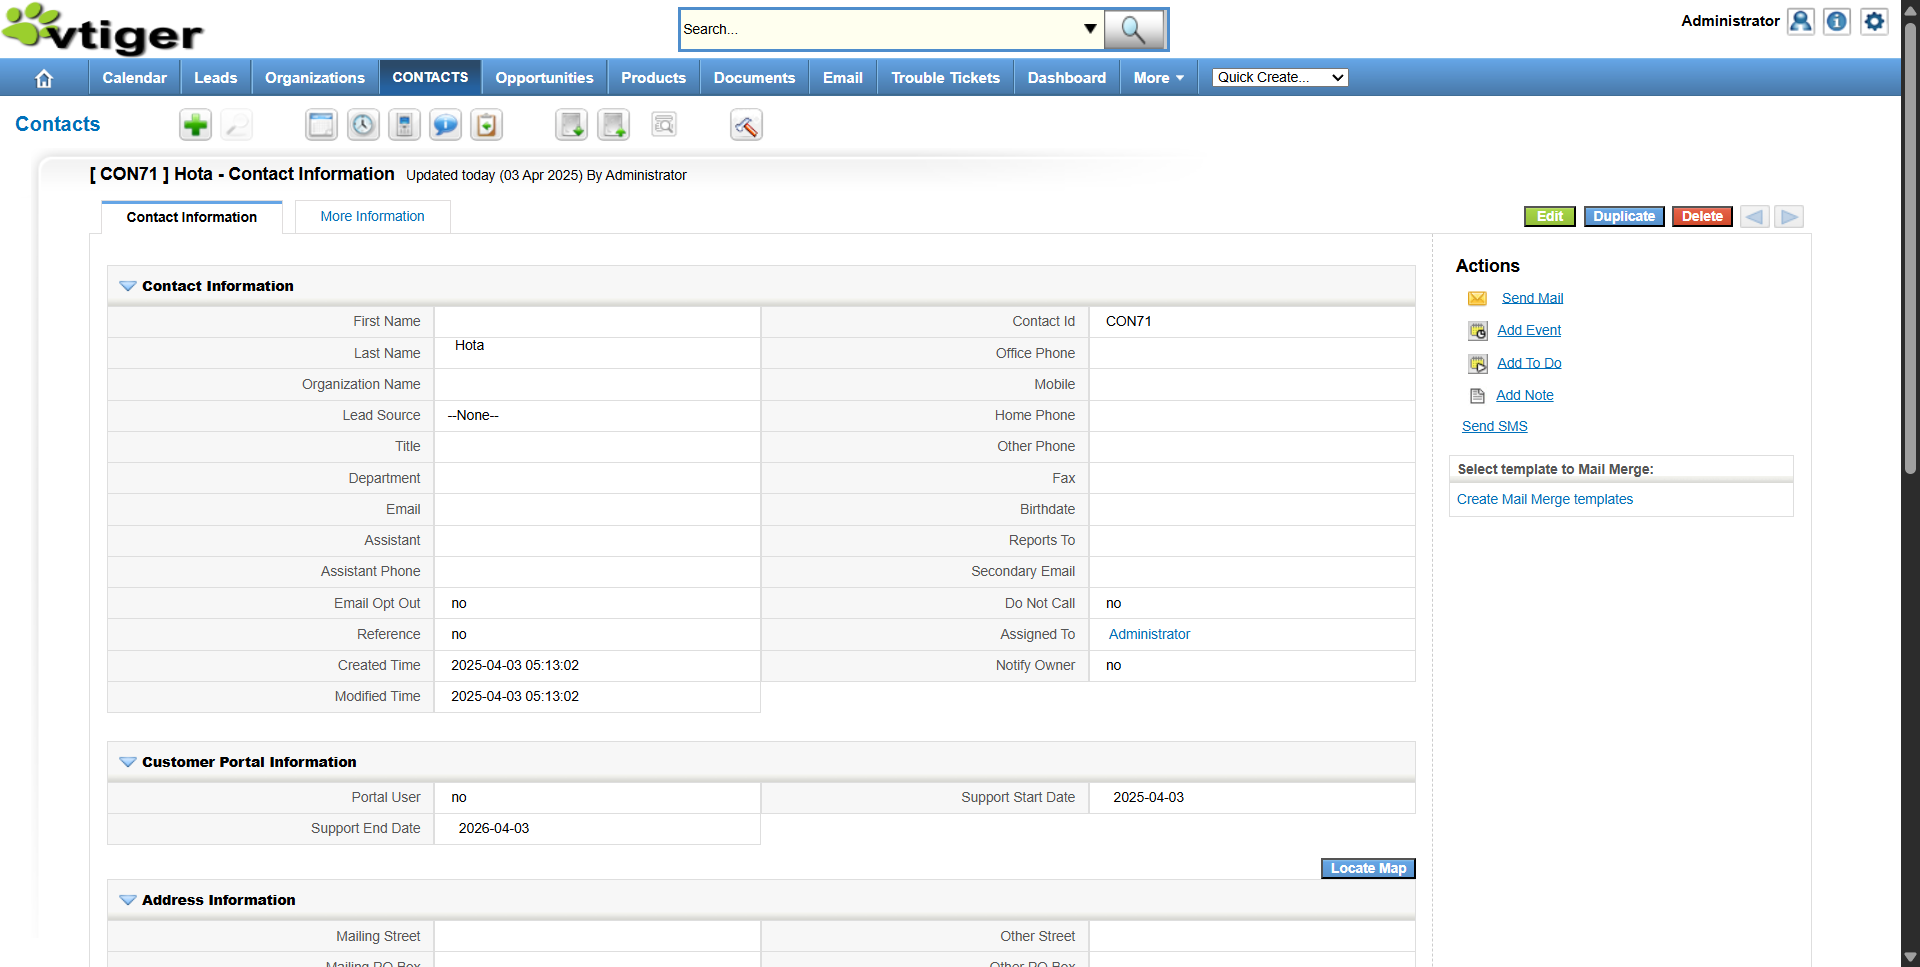 vtiger
Search...
Administrator
Calendar
Leads
Organizations
CONTACTS
Opportunities
Products
Documents
Email
Trouble Tickets
Dashboard
More
Quick Create...
Contacts
[ CON71 ] Hota - Contact Information Updated today (03 Apr 2025) By Administrator
Contact Information
More Information
Edit
Duplicate
Delete
Contact Information
First Name
Contact Id CON71
Last Name Hota
Office Phone
Organization Name
Mobile
Lead Source --None--
Home Phone
Title
Other Phone
Department
Fax
Email
Birthdate
Assistant
Reports To
Assistant Phone
Secondary Email
Email Opt Out no
Do Not Call no
Reference no
Assigned To Administrator
Created Time 2025-04-03 05:13:02
Notify Owner no
Modified Time 2025-04-03 05:13:02
Customer Portal Information
Portal User no
Support Start Date 2025-04-03
Support End Date 2026-04-03
Locate Map
Address Information
Mailing Street
Other Street
Mailing PO Box
Other PO Box
Actions
Send Mail
Add Event
Add To Do
Add Note
Send SMS
Select template to Mail Merge:
Create Mail Merge templates